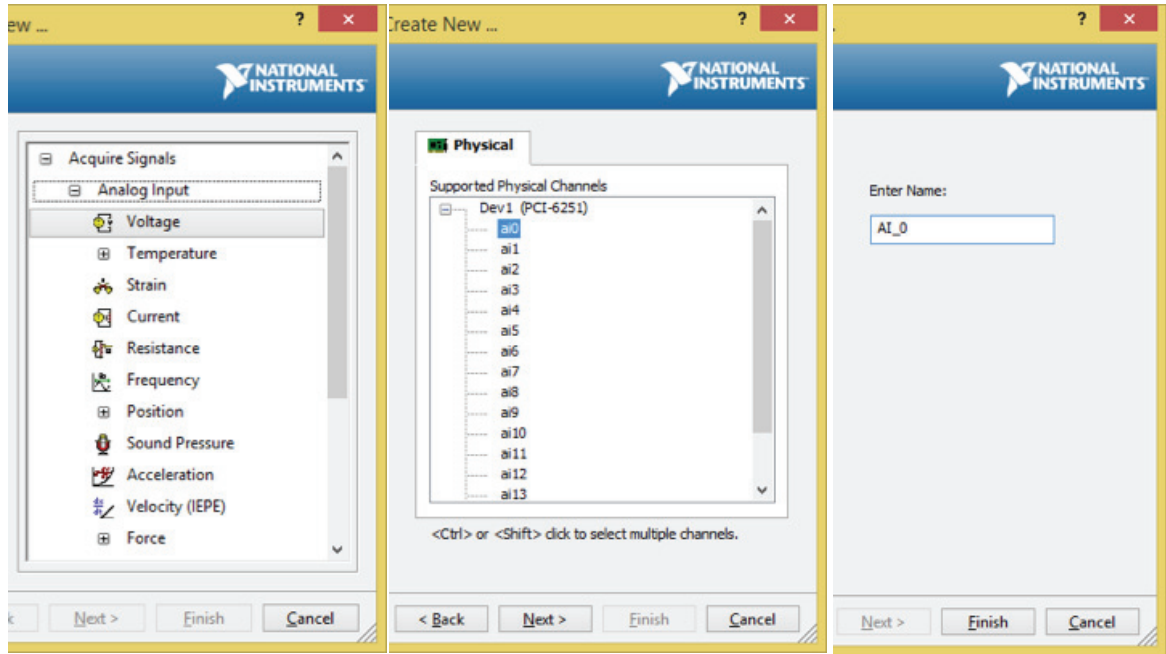 ew ...
?
×
NATIONAL
INSTRUMENTS
Acquire Signals
Analog Input
Voltage
Temperature
Strain
Current
Resistance
Frequency
Position
Sound Pressure
Acceleration
Velocity (IEPE)
Force
k
Next >
Finish
Cancel
Create New ...
?
×
NATIONAL
INSTRUMENTS
Physical
Supported Physical Channels
Dev1 (PCI-6251)
ai0
ai1
ai2
ai3
ai4
ai5
ai6
ai7
ai8
ai9
ai10
ai11
ai12
ai13
<Ctrl> or <Shift> click to select multiple channels.
< Back
Next >
Finish
Cancel
?
×
NATIONAL
INSTRUMENTS
Enter Name:
AI_0
Next >
Finish
Cancel